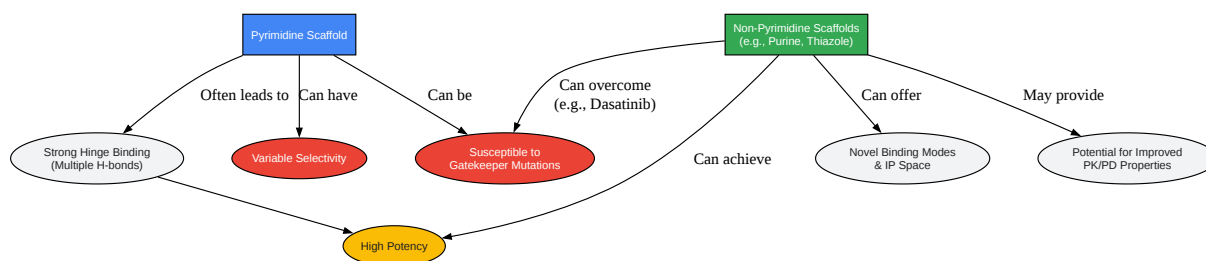 Pyrimidine Scaffold
Non-Pyrimidine Scaffolds
(e.g., Purine, Thiazole)
Often leads to
Can have
Can be
Can overcome
(e.g., Dasatinib)
Can offer
May provide
Strong Hinge Binding
(Multiple H-bonds)
Variable Selectivity
Susceptible to
Gatekeeper Mutations
Can achieve
Novel Binding Modes
& IP Space
Potential for Improved
PK/PD Properties
High Potency